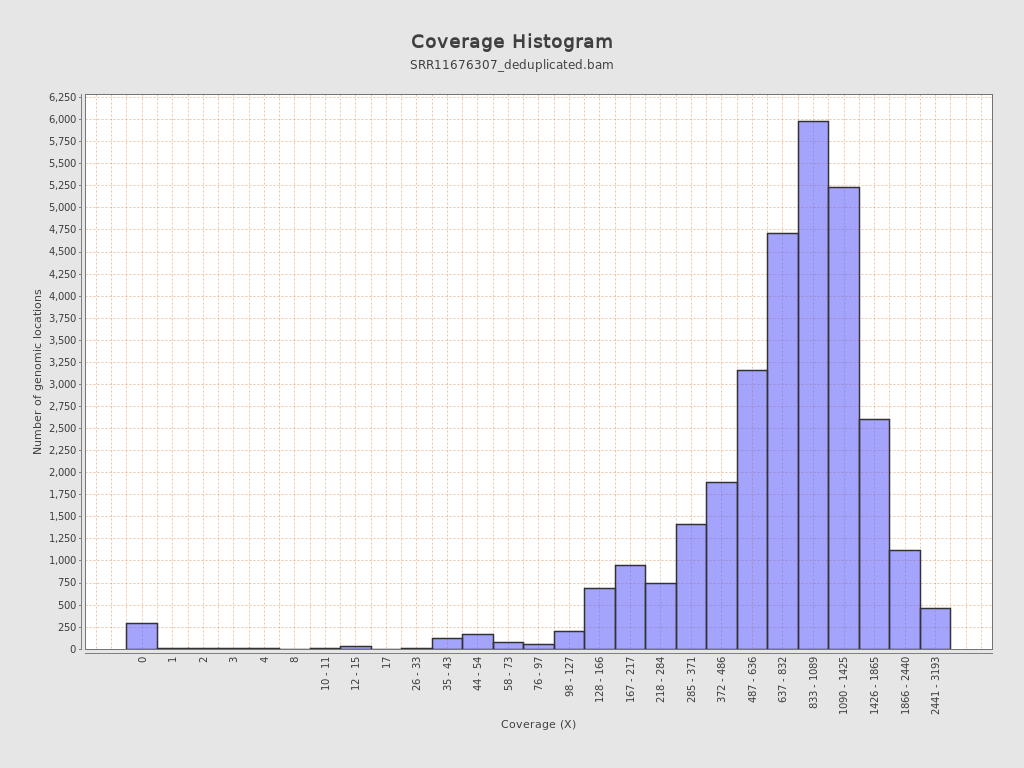 Coverage Histogram
SRR11676307_deduplicated.bam
Number of genomic locations
6,250
6,000
5,750
5,500
5,250
5,000
4,750
4,500
4,250
4,000
3,750
3,500
3,250
3,000
2,750
2,500
2,250
2,000
1,750
1,500
1,250
1,000
750
500
250
0
0
1
2
3
4
8
10 - 11
12 - 15
17
26 - 33
35 - 43
44 - 54
58 - 73
76 - 97
98 - 127
128 - 166
167 - 217
218 - 284
285 - 371
372 - 486
487 - 636
637 - 832
833 - 1089
1090 - 1425
1426 - 1865
1866 - 2440
2441 - 3193
Coverage (X)